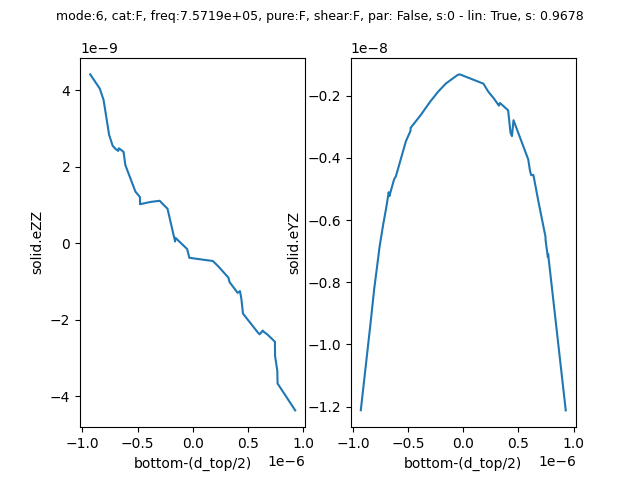 mode:6, cat:F, freq:7.5719e+05, pure:F, shear:F, par: False, s:0 - lin: True, s: 0.9678
1e−9
4
2
0
−2
−4
solid.eZZ
−1.0
−0.5
0.0
0.5
1.0
1e−6
bottom-(d_top/2)
1e−8
−0.2
−0.4
−0.6
−0.8
−1.0
−1.2
solid.eYZ
−1.0
−0.5
0.0
0.5
1.0
1e−6
bottom-(d_top/2)